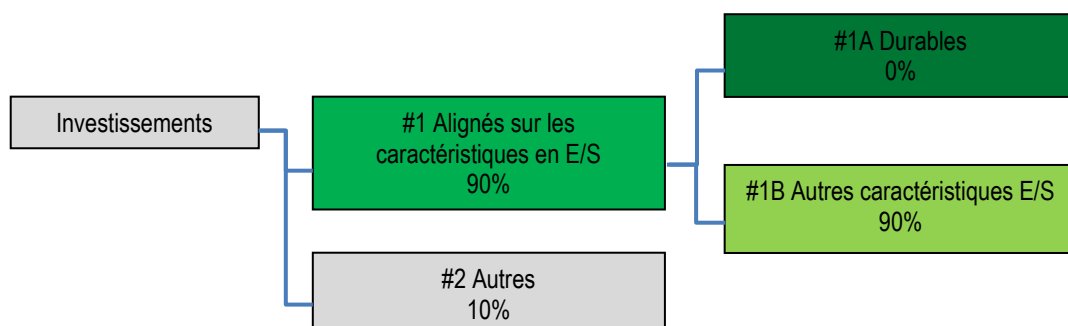 Investissements
#1 Alignés sur les
caractéristiques en E/S
90%
#2 Autres
10%
#1A Durables
0%
#1B Autres caractéristiques E/S
90%